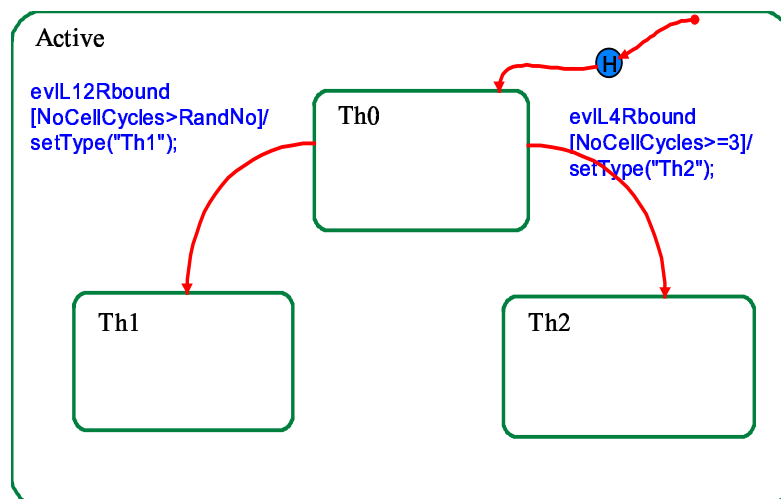 Active
H
evIL12Rbound
[NoCellCycles>RandNo]/
setType("Th1");
Th0
evIL4Rbound
[NoCellCycles>=3]/
setType("Th2");
Th1
Th2